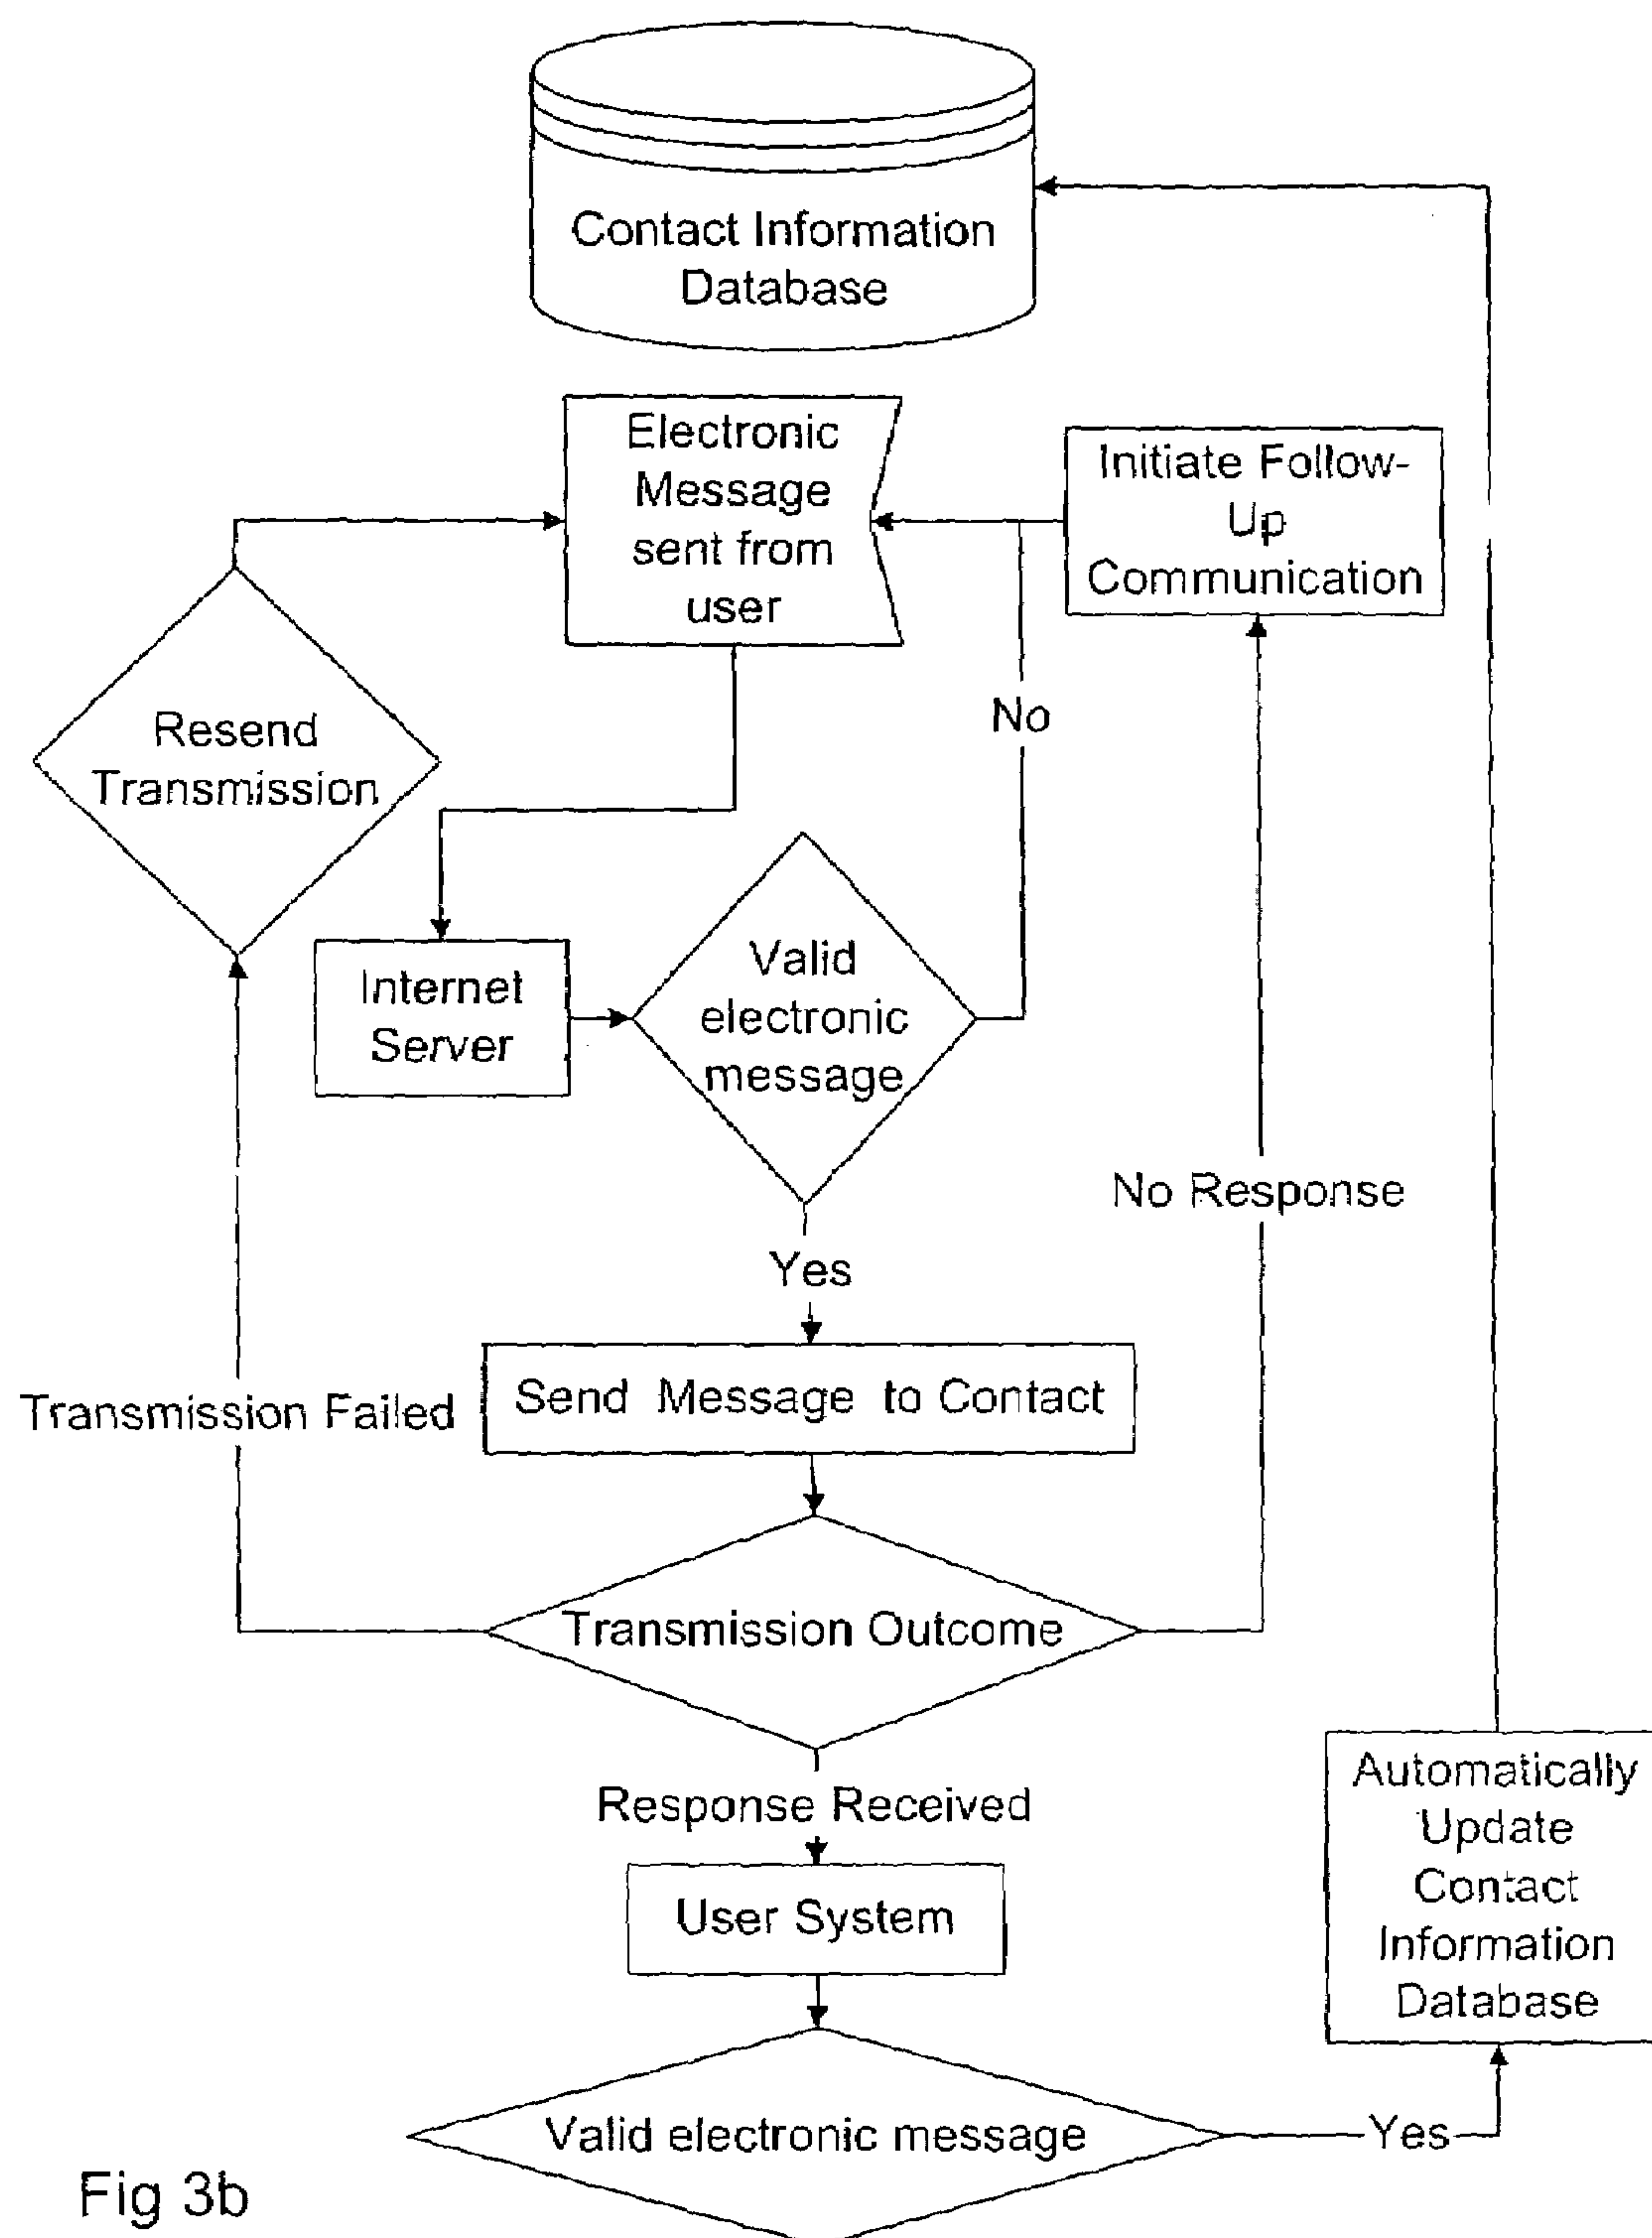 Contact Information
Database
Electronic
Message
sent from
user
Initiate Follow-
Up
Communication
Resend
Transmission
No
Internet
Server
Valid
electronic
message
No Response
Yes
Send Message to Contact
Transmission Failed
Transmission Outcome
Response Received
User System
Automatically
Update
Contact
Information
Database
Valid electronic message
Yes
Fig 3b